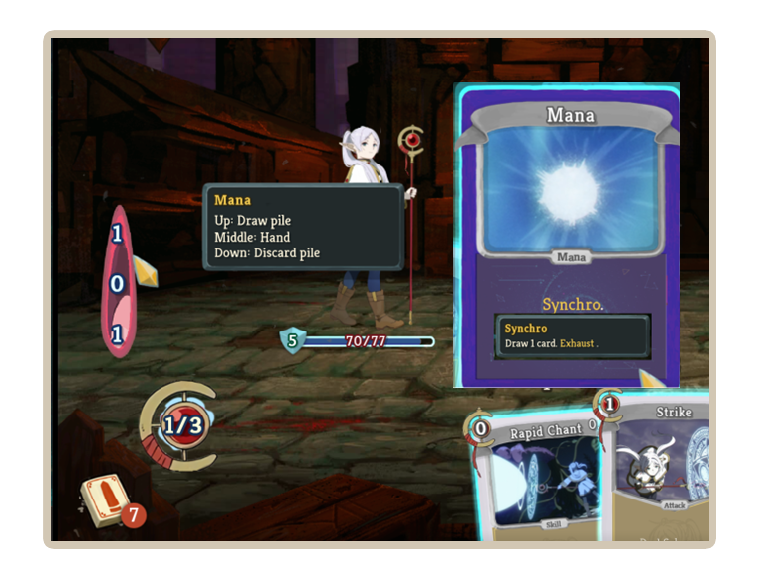 Mana
Mana
Up: Draw pile
Middle: Hand
Down: Discard pile
1
0
1
Mana
Synchro.
Synchro
Draw 1 card. Exhaust .
5
70/77
1/3
7
0
Rapid Chant 0
Skill
1
Strike
Attack